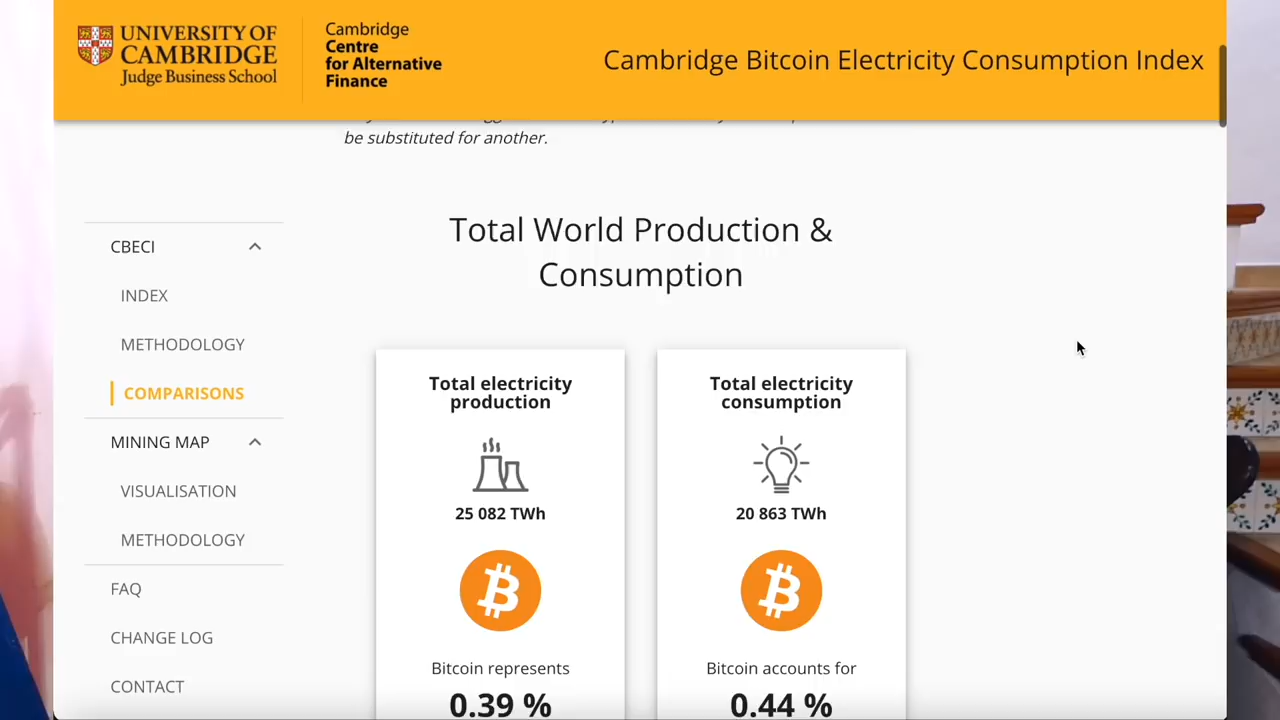 UNIVERSITY OF
CAMBRIDGE
Judge Business School
Cambridge
Centre
for Alternative
Finance
Cambridge Bitcoin Electricity Consumption Index
be substituted for another.
Total World Production &
Consumption
CBECI
INDEX
METHODOLOGY
COMPARISONS
MINING MAP
VISUALISATION
METHODOLOGY
FAQ
CHANGE LOG
CONTACT
Total electricity
production
25 082 TWh
Bitcoin represents
0.39 %
Total electricity
consumption
20 863 TWh
Bitcoin accounts for
0.44 %